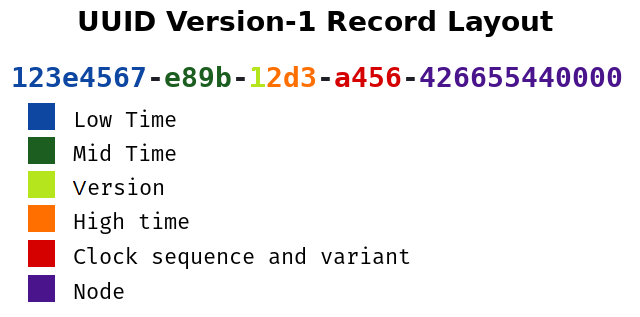 UUID Version-1 Record Layout
123e4567-e89b-12d3-a456-426655440000
Low Time
Mid Time
Version
High time
Clock sequence and variant
Node